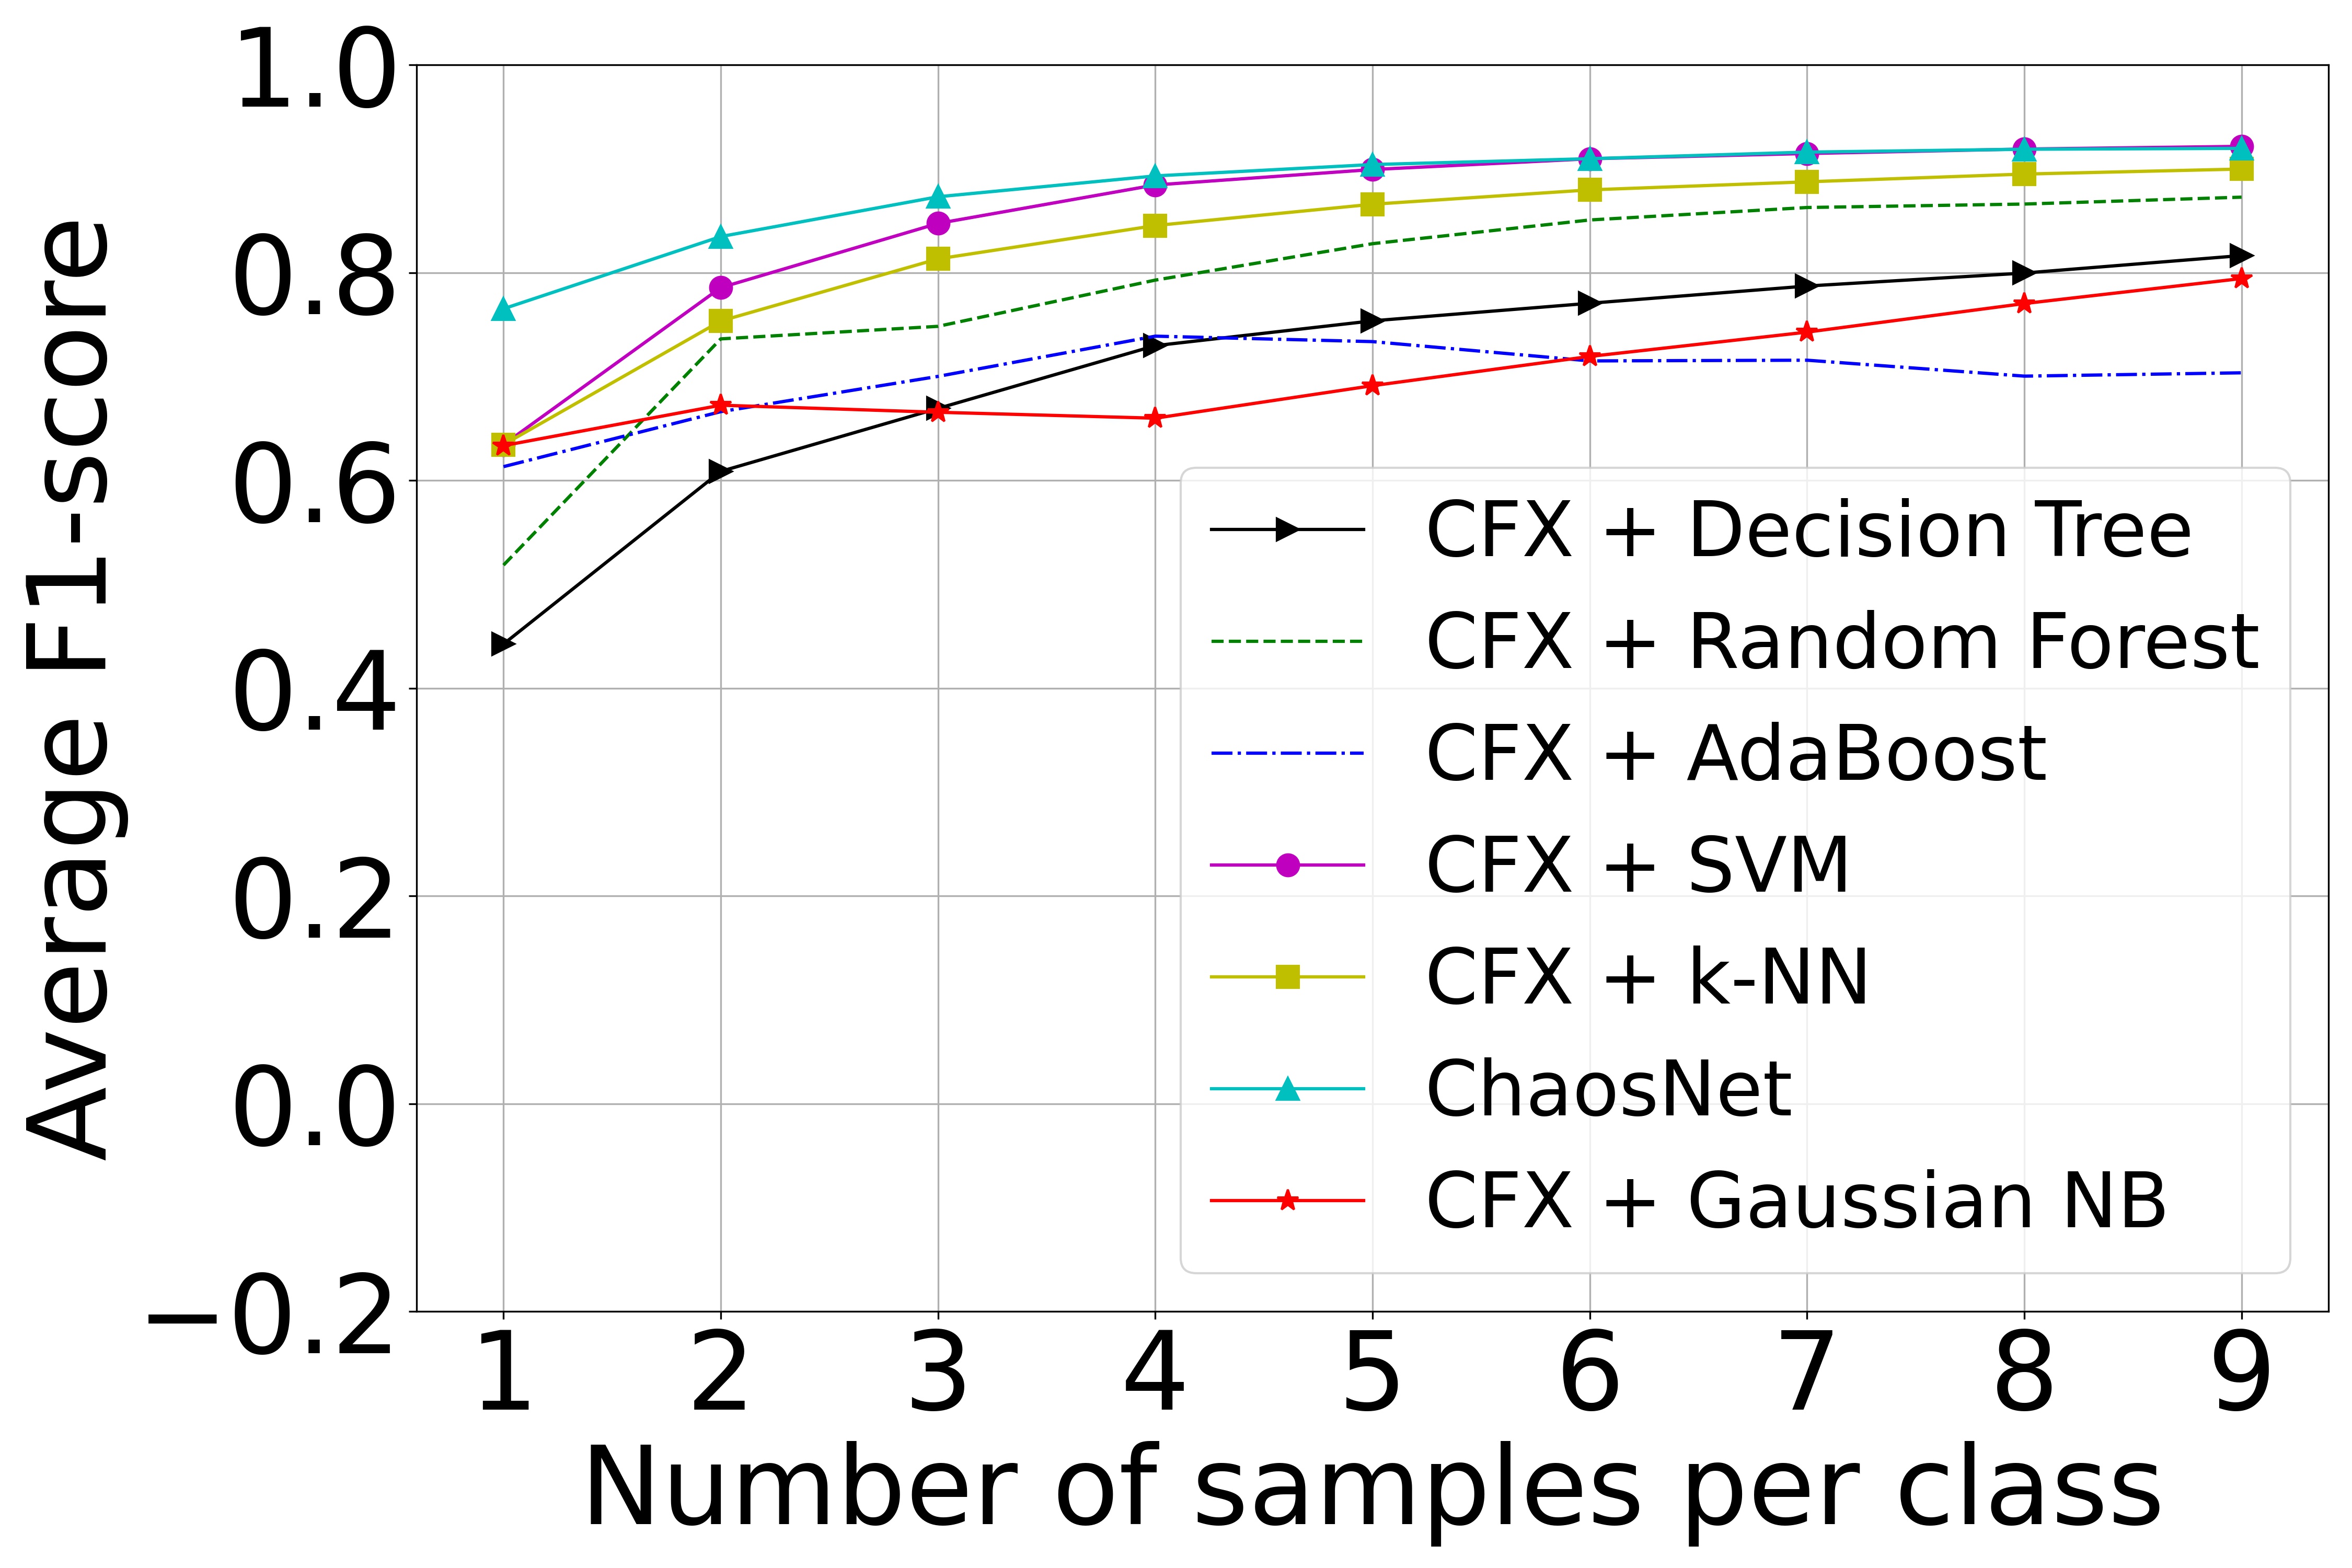 Average F1-score
1.0
0.8
0.6
0.4
0.2
0.0
−0.2
CFX + Decision Tree
CFX + Random Forest
CFX + AdaBoost
CFX + SVM
CFX + k-NN
ChaosNet
CFX + Gaussian NB
1 2 3 4 5 6 7 8 9
Number of samples per class